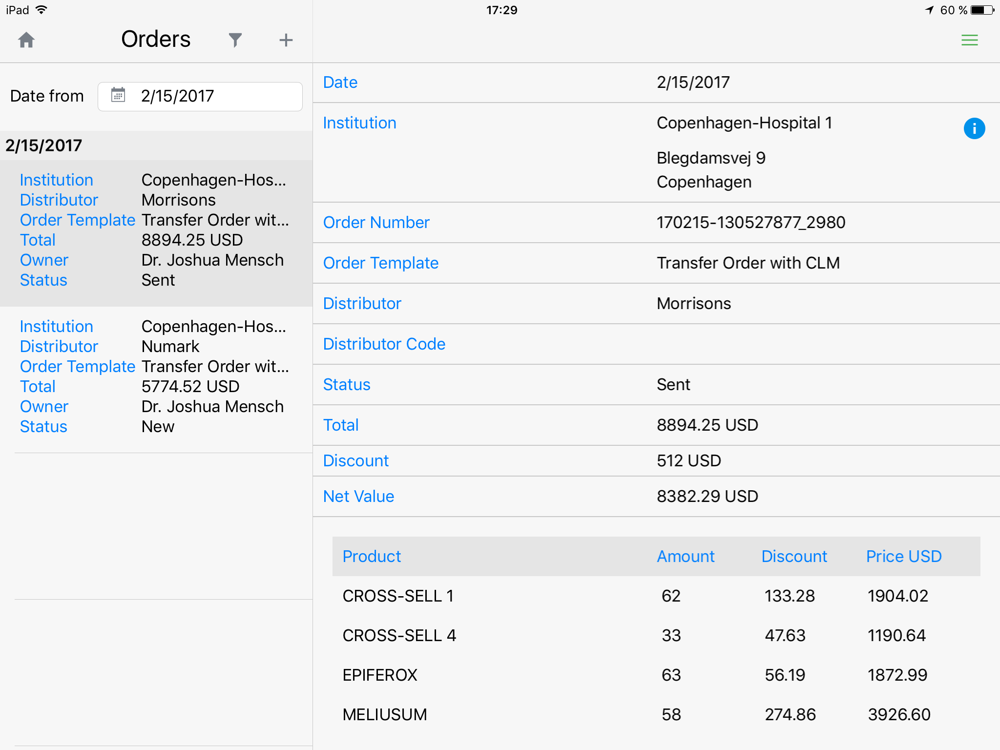 iPad
17:29
60 %
Orders
Date from 2/15/2017
2/15/2017
Institution Copenhagen-Hos...
Distributor Morrisons
Order Template Transfer Order wit...
Total 8894.25 USD
Owner Dr. Joshua Mensch
Status Sent
Institution Copenhagen-Hos...
Distributor Numark
Order Template Transfer Order wit...
Total 5774.52 USD
Owner Dr. Joshua Mensch
Status New
Date 2/15/2017
Institution Copenhagen-Hospital 1
Blegdamsvej 9
Copenhagen
Order Number 170215-130527877_2980
Order Template Transfer Order with CLM
Distributor Morrisons
Distributor Code
Status Sent
Total 8894.25 USD
Discount 512 USD
Net Value 8382.29 USD
Product Amount Discount Price USD
CROSS-SELL 1 62 133.28 1904.02
CROSS-SELL 4 33 47.63 1190.64
EPIFEROX 63 56.19 1872.99
MELIUSUM 58 274.86 3926.60